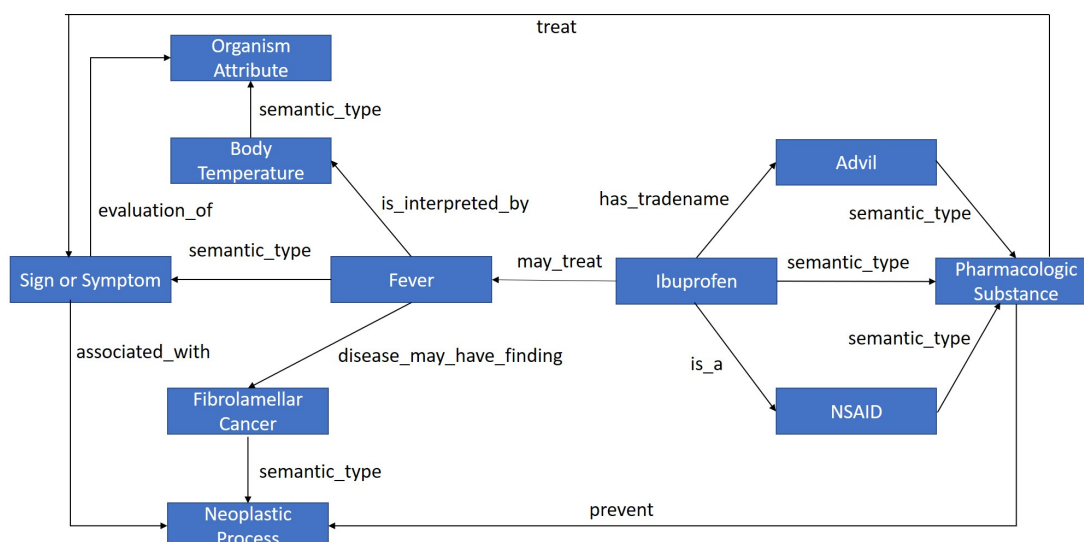 treat
Organism
Attribute
semantic_type
Body
Temperature
Advil
evaluation_of
is_interpreted_by
has_tradename
semantic_type
semantic_type
may_treat
semantic_type
Sign or Symptom
Fever
Ibuprofen
Pharmacologic
Substance
associated_with
disease_may_have_finding
semantic_type
is_a
Fibrolamellar
Cancer
NSAID
semantic_type
prevent
Neoplastic
Process